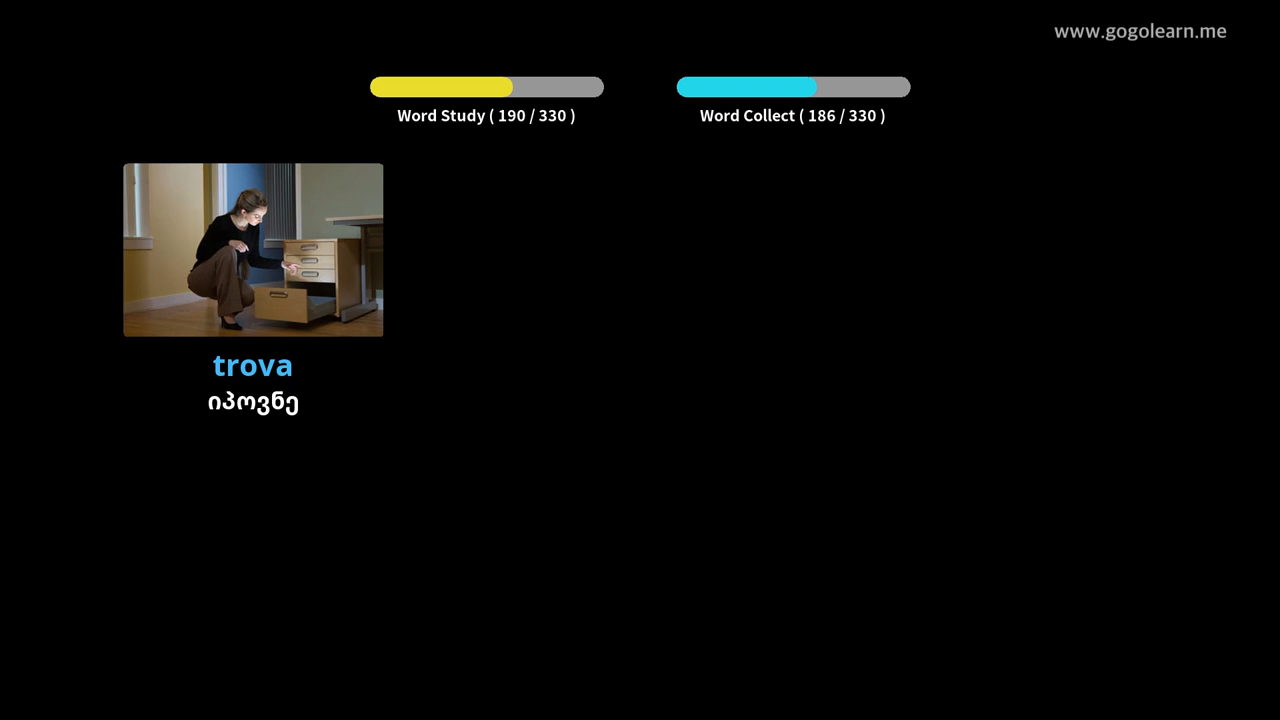 www.gogolearn.me
Word Study ( 190 / 330 )
Word Collect ( 186 / 330 )
trova
იპოვნე